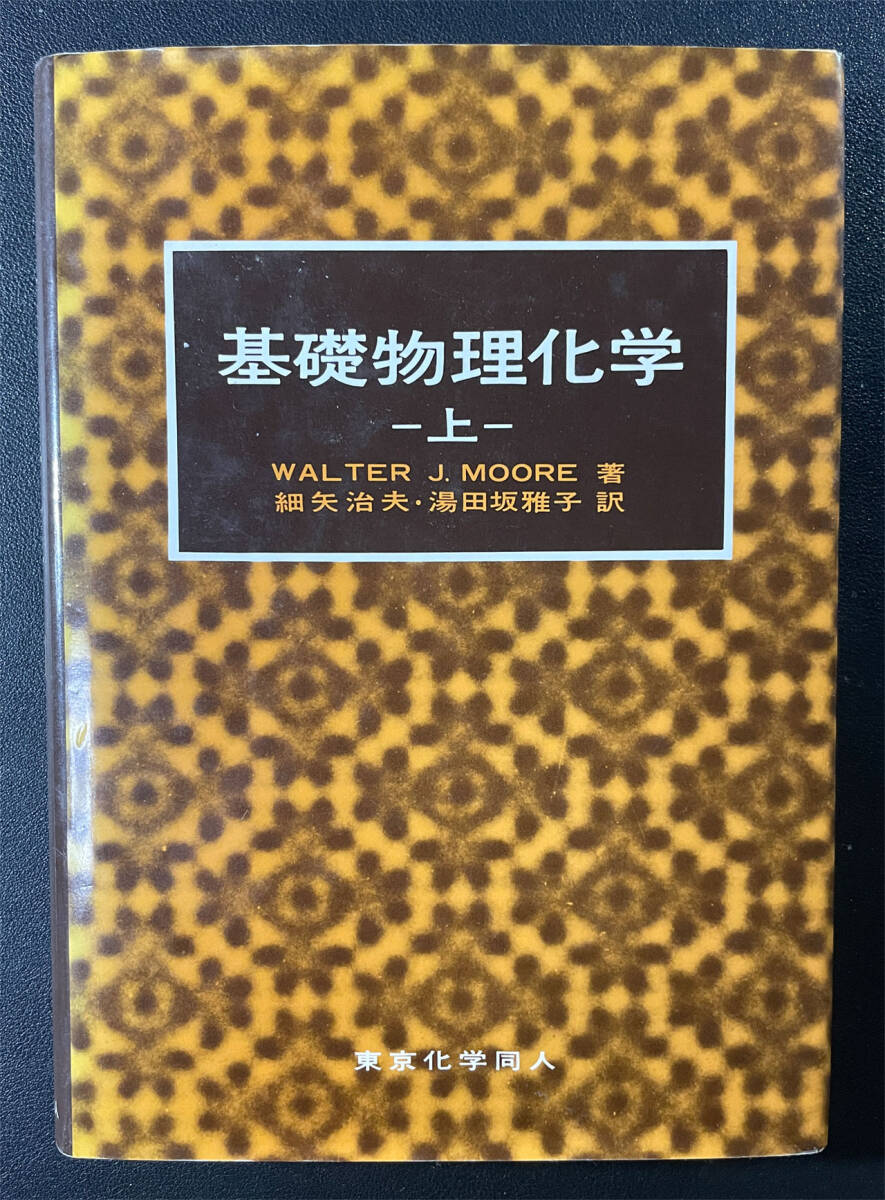 基礎物理化学
－上－
WALTER J. MOORE 著
細矢治夫・湯田坂雅子 訳
東京化学同人